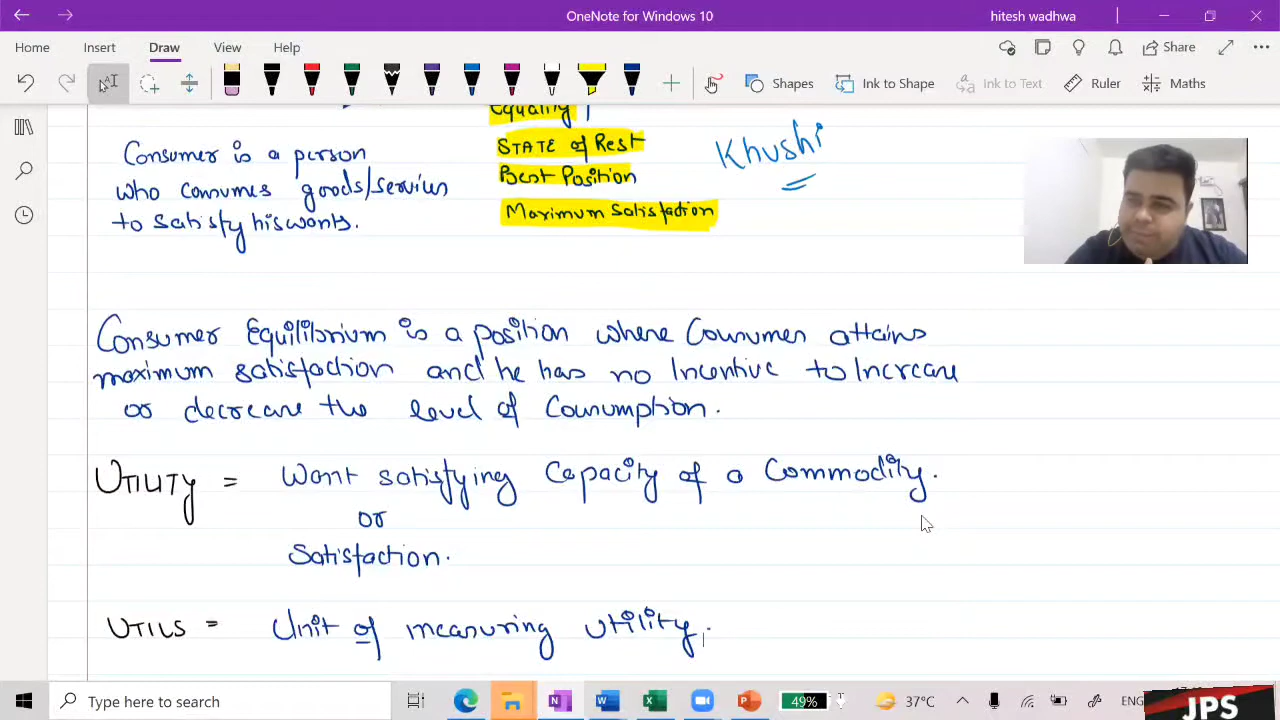 OneNote for Windows 10
hitesh wadhwa
Home Insert Draw View Help
Share
Shapes
Ink to Shape
Ink to Text
Ruler
Maths
Equality
STATE of Rest
Best Position
Maximum Satisfaction
Khushi
Consumer is a person
who consumes goods/services
to satisfy his wants.
Consumer Equilibrium is a position where Consumer attains
maximum satisfaction and he has no Incentive to Increase
or decrease the level of Consumption.
UTILITY = Want satisfying Capacity of a Commodity.
or
Satisfaction.
UTILS = Unit of measuring utility
Type here to search
49%
37°C
ENG
JPS